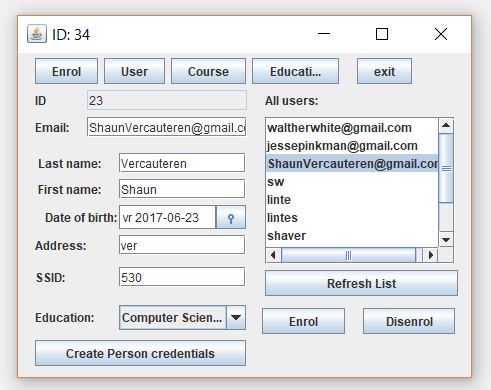 ID: 34
Enrol User Course Educati... exit
ID 23
Email: ShaunVercauteren@gmail.cc
Last name: Vercauteren
First name: Shaun
Date of birth: vr 2017-06-23
Address: ver
SSID: 530
Education: Computer Scien...
Create Person credentials
All users:
waltherwhite@gmail.com
jessepinkman@gmail.com
ShaunVercauteren@gmail.com
sw
linte
lintes
shaver
Refresh List
Enrol Disenrol